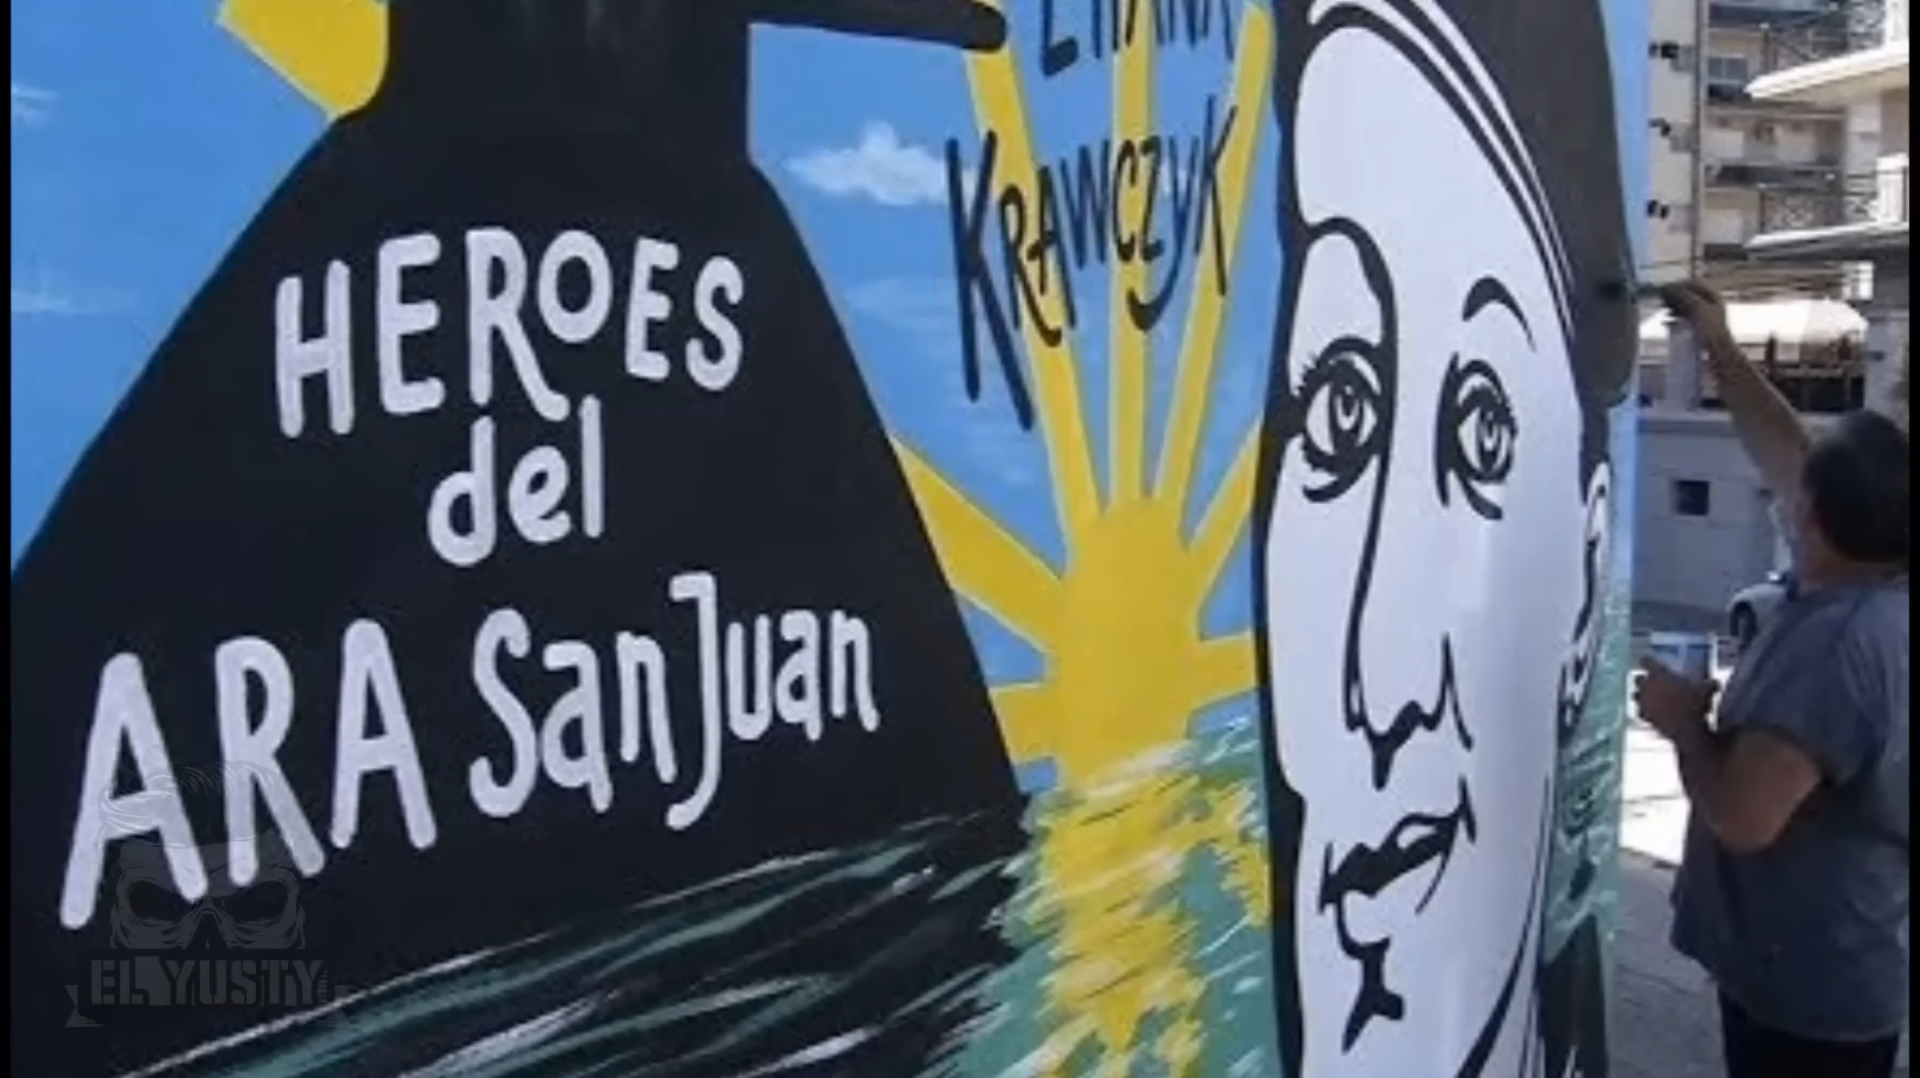 HEROES
del
ARA San Juan
KRAWCZYK
EL YUSTY